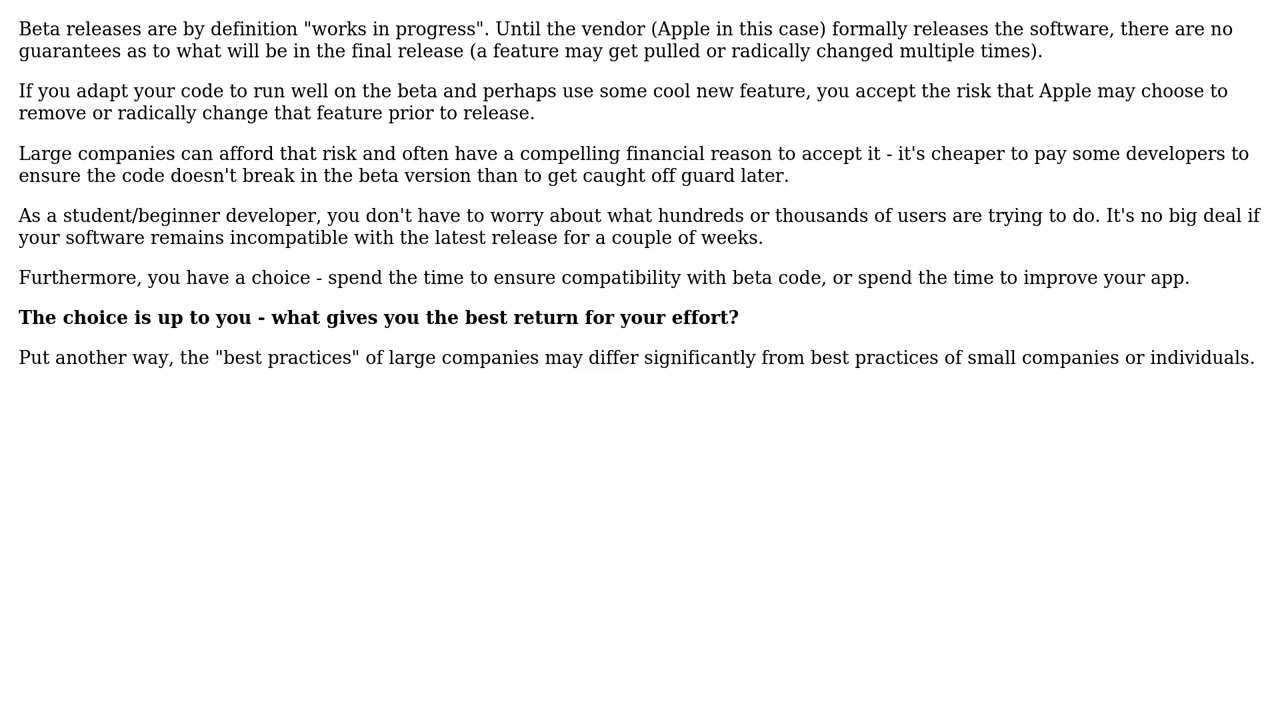 Beta releases are by definition "works in progress". Until the vendor (Apple in this case) formally releases the software, there are no
guarantees as to what will be in the final release (a feature may get pulled or radically changed multiple times).
If you adapt your code to run well on the beta and perhaps use some cool new feature, you accept the risk that Apple may choose to
remove or radically change that feature prior to release.
Large companies can afford that risk and often have a compelling financial reason to accept it - it's cheaper to pay some developers to
ensure the code doesn't break in the beta version than to get caught off guard later.
As a student/beginner developer, you don't have to worry about what hundreds or thousands of users are trying to do. It's no big deal if
your software remains incompatible with the latest release for a couple of weeks.
Furthermore, you have a choice - spend the time to ensure compatibility with beta code, or spend the time to improve your app.
The choice is up to you - what gives you the best return for your effort?
Put another way, the "best practices" of large companies may differ significantly from best practices of small companies or individuals.